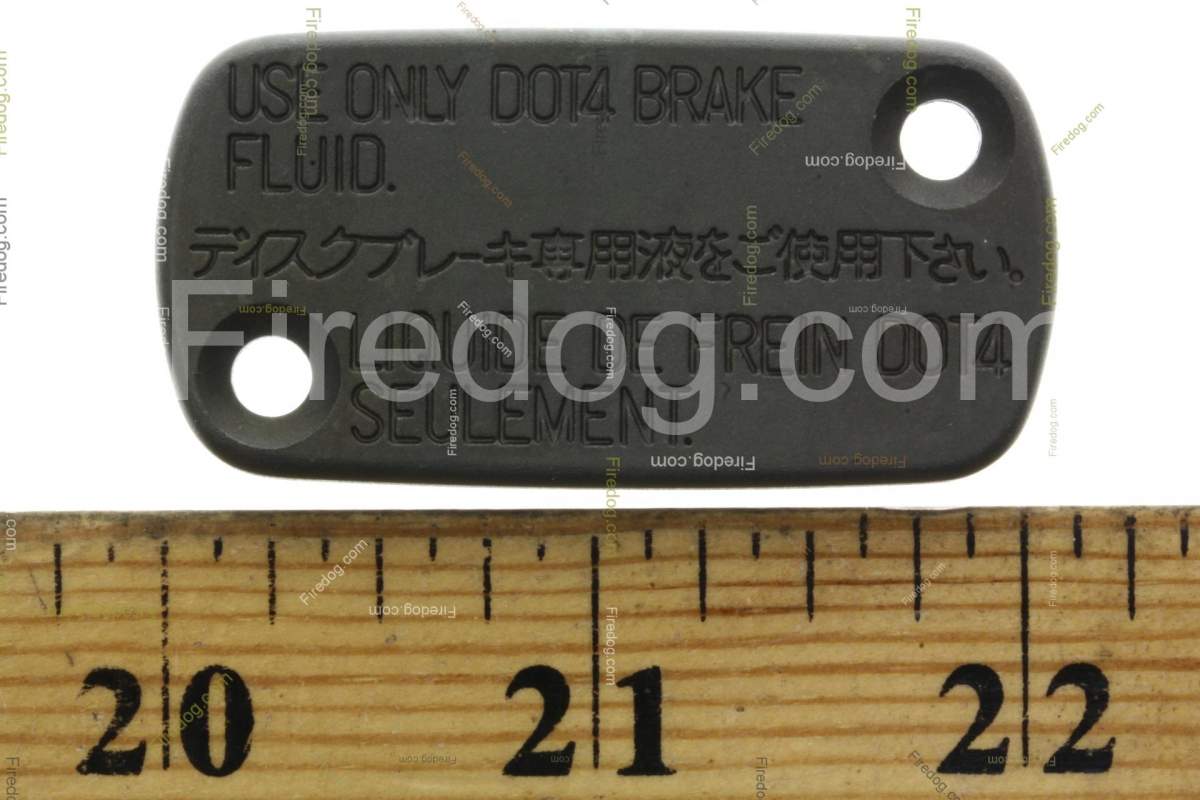 USE ONLY DOT4 BRAKE
FLUID.
ディスクブレーキ専用液をご使用下さい。
LIQUIDE DE FREIN DOT4
SEULEMENT.
Firedog.com
20 21 22